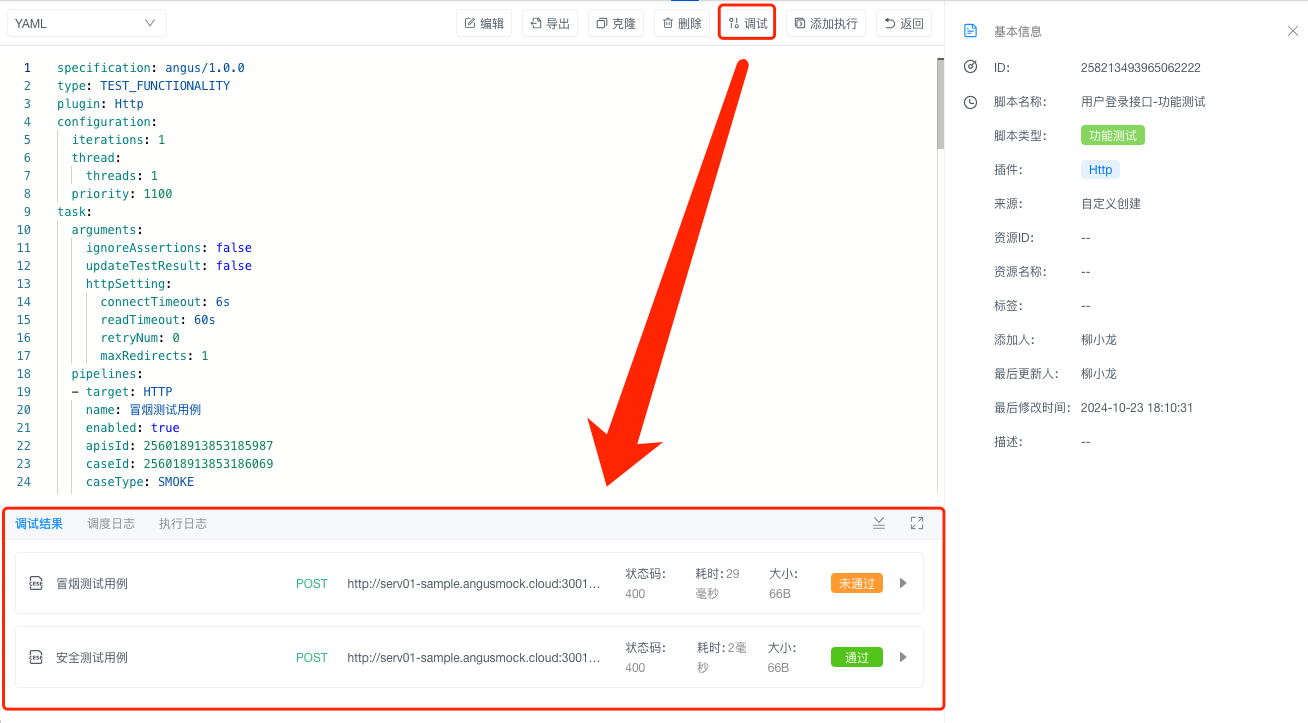 YAML
编辑
导出
克隆
删除
调试
添加执行
返回
1 specification: angus/1.0.0
2 type: TEST_FUNCTIONALITY
3 plugin: Http
4 configuration:
5 iterations: 1
6 thread:
7 threads: 1
8 priority: 1100
9 task:
10 arguments:
11 ignoreAssertions: false
12 updateTestResult: false
13 httpSetting:
14 connectTimeout: 6s
15 readTimeout: 60s
16 retryNum: 0
17 maxRedirects: 1
18 pipelines:
19 - target: HTTP
20 name: 冒烟测试用例
21 enabled: true
22 apisId: 256018913853185987
23 caseId: 256018913853186069
24 caseType: SMOKE
调试结果
调度日志
执行日志
冒烟测试用例
POST
http://serv01-sample.angusmock.cloud:3001...
状态码:
400
耗时: 29
毫秒
大小:
66B
未通过
安全测试用例
POST
http://serv01-sample.angusmock.cloud:3001...
状态码:
400
耗时: 2毫
秒
大小:
66B
通过
基本信息
ID: 258213493965062222
脚本名称: 用户登录接口-功能测试
脚本类型: 功能测试
插件: Http
来源: 自定义创建
资源ID: --
资源名称: --
标签: --
添加人: 柳小龙
最后更新人: 柳小龙
最后修改时间: 2024-10-23 18:10:31
描述: --